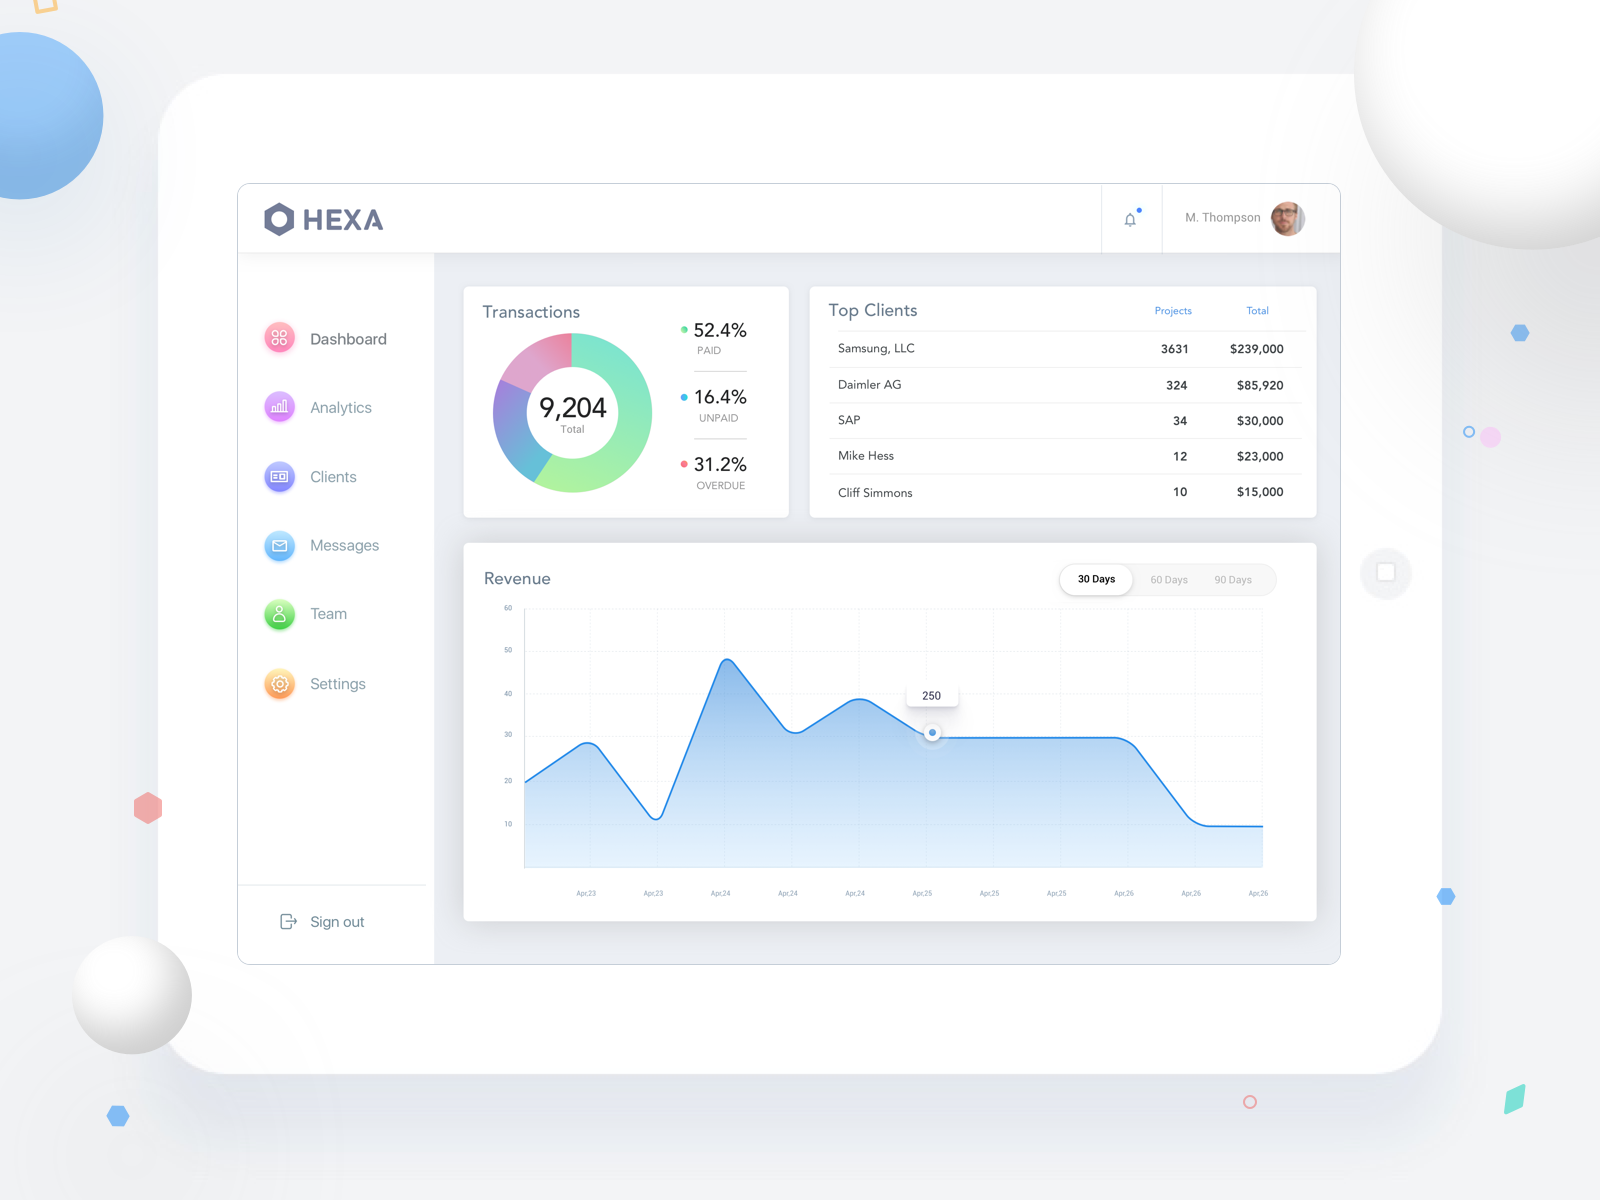 HEXA
M. Thompson
Dashboard
Analytics
Clients
Messages
Team
Settings
Sign out
Transactions
9,204
Total
52.4%
PAID
16.4%
UNPAID
31.2%
OVERDUE
Top Clients Projects Total
Samsung, LLC 3631 $239,000
Daimler AG 324 $85,920
SAP 34 $30,000
Mike Hess 12 $23,000
Cliff Simmons 10 $15,000
Revenue
30 Days 60 Days 90 Days
60
50
40
30
20
10
250
Apr,23 Apr,23 Apr,24 Apr,24 Apr,24 Apr,25 Apr,25 Apr,25 Apr,26 Apr,26 Apr,26